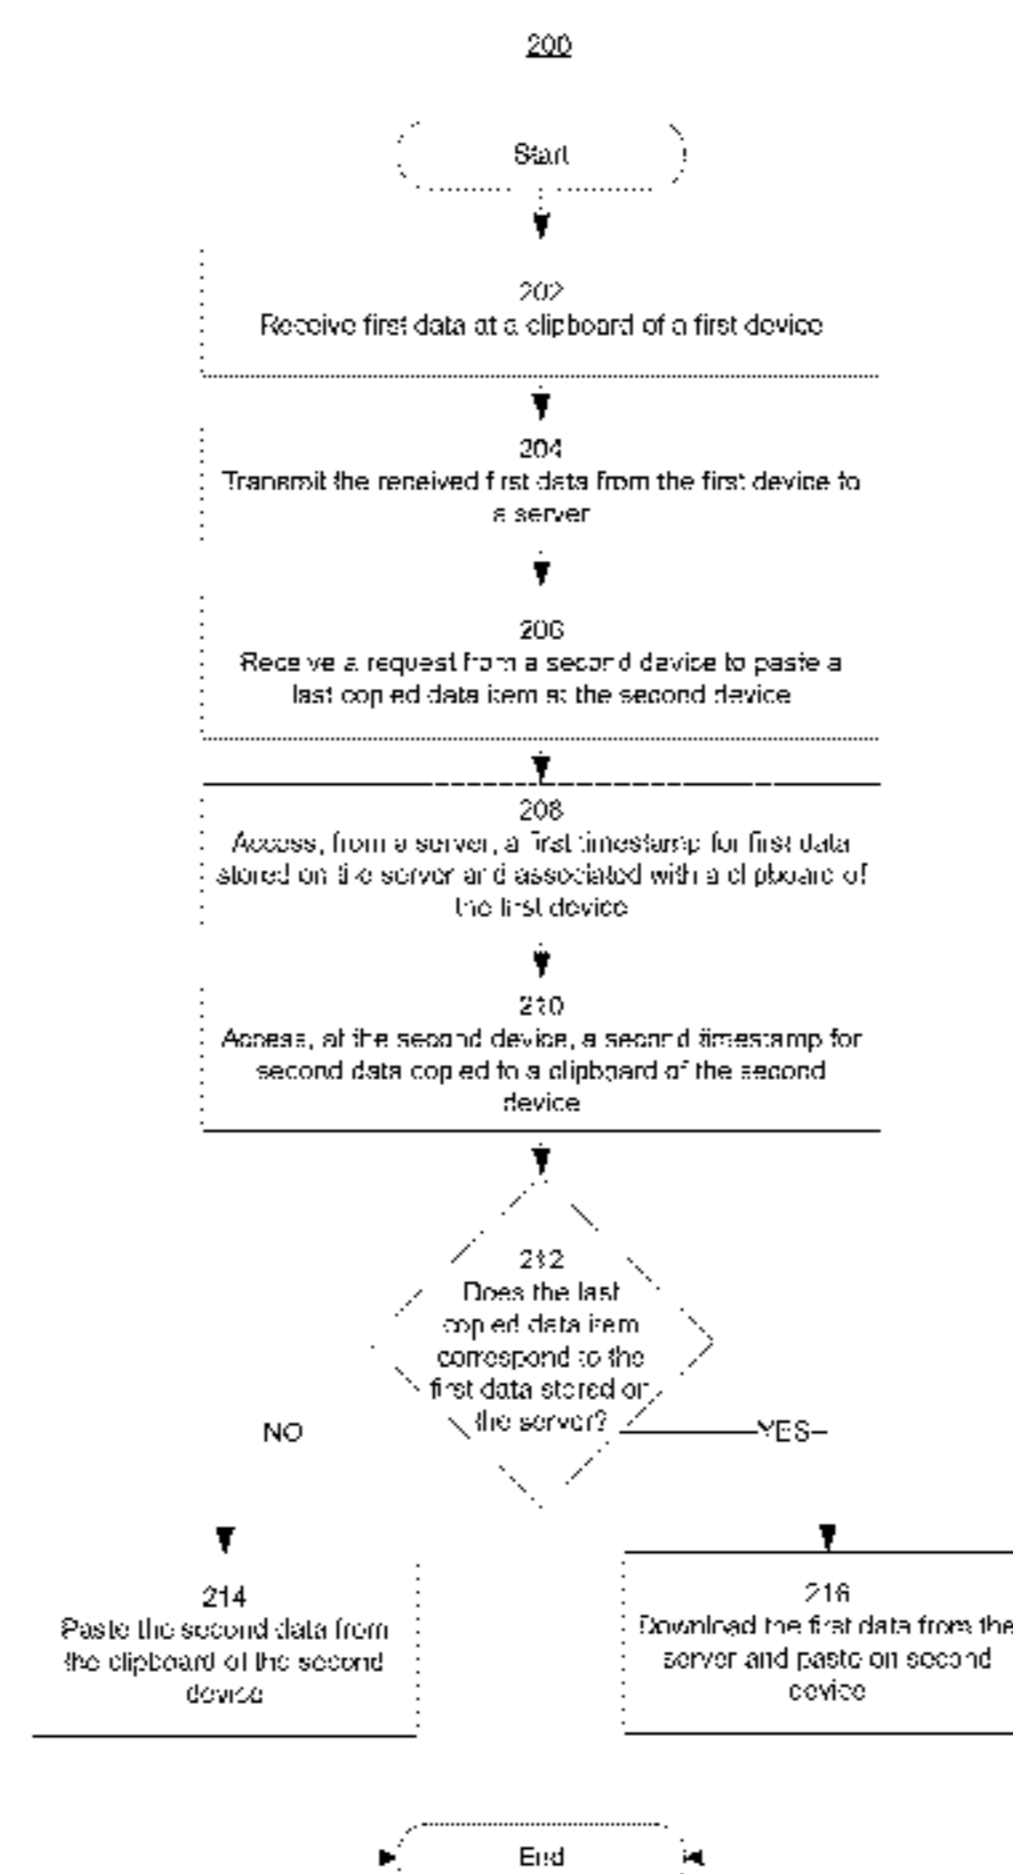 200
Start
202
Receive first data at a clipboard of a first device
204
Transmit the received first data from the first device to
a server
206
Receive a request from a second device to paste a
last copied data item at the second device
208
Access, from a server, a first timestamp for first data
stored on the server and associated with a clipboard of
the first device
210
Access, at the second device, a second timestamp for
second data copied to a clipboard of the second
device
212
Does the last
copied data item
correspond to the
first data stored on
the server?
NO
YES
214
Paste the second data from
the clipboard of the second
device
216
Download the first data from the
server and paste on second
device
End